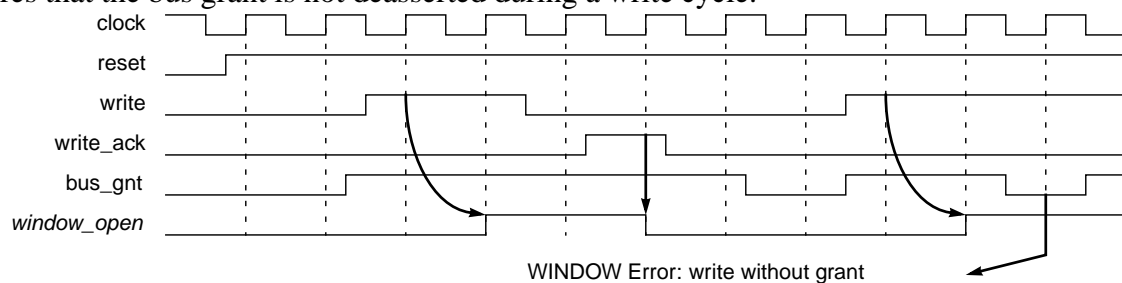 res that the bus grant is not deasserted during a write cycle.
clock
reset
write
write_ack
bus_gnt
window_open
WINDOW Error: write without grant